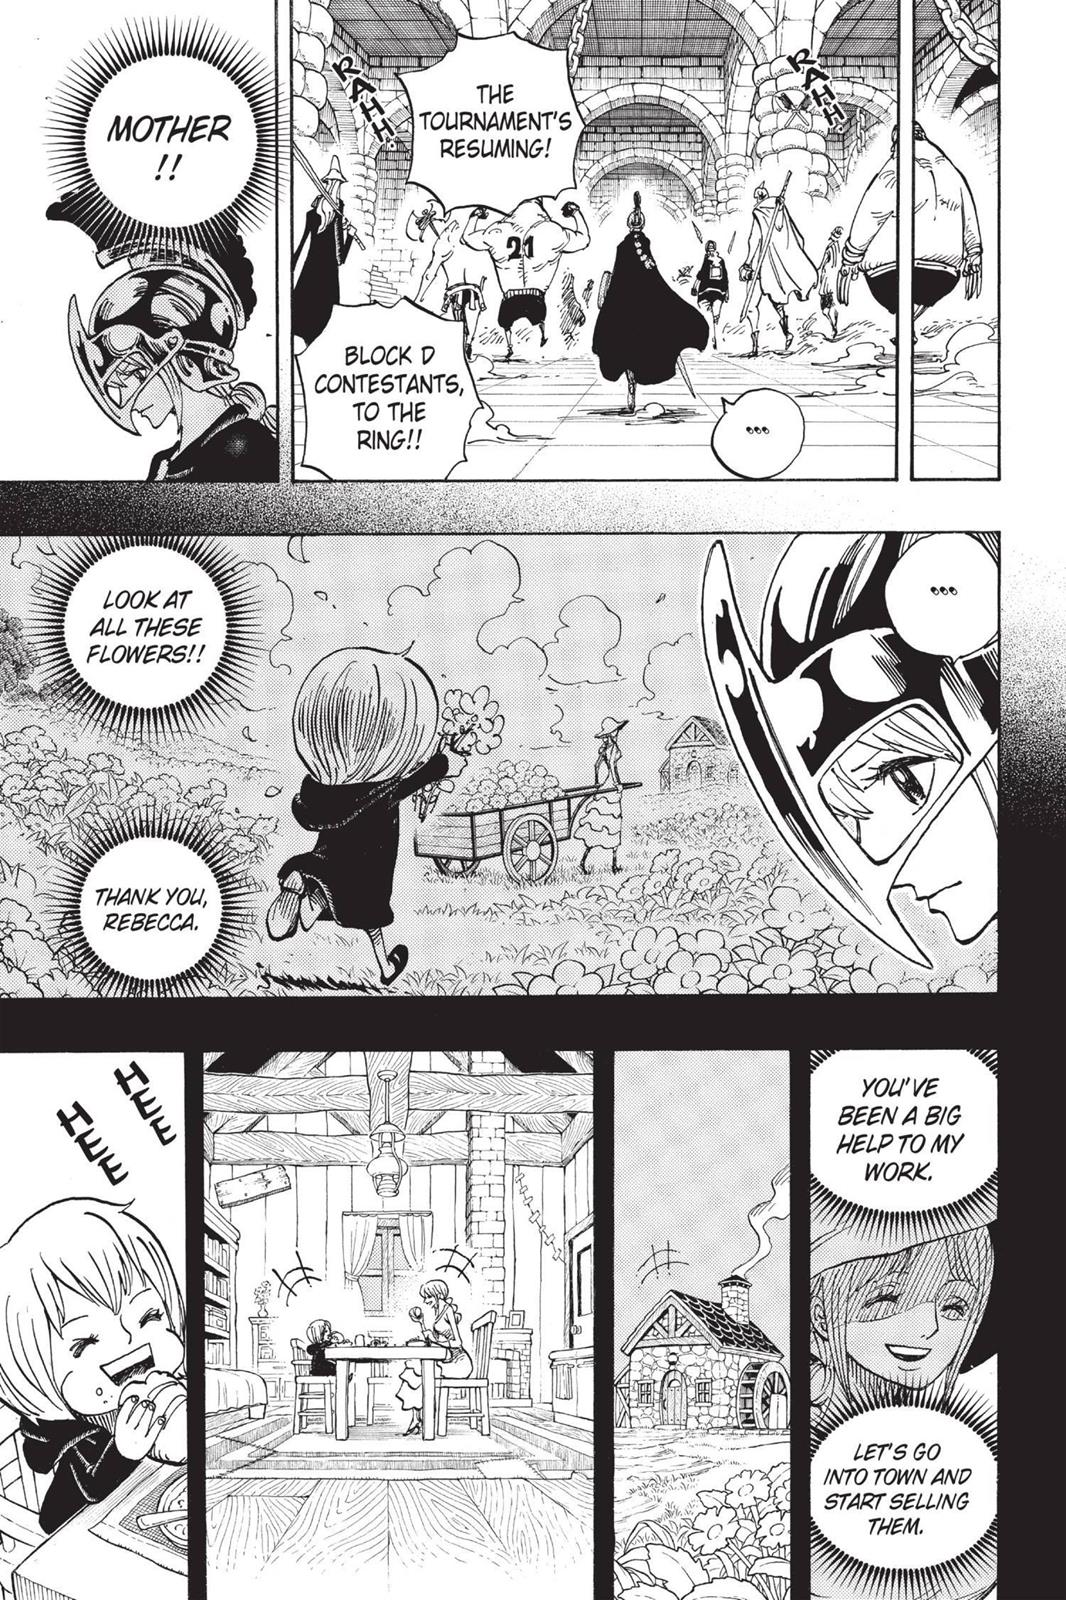 RAHH!
THE
TOURNAMENT'S
RESUMING!
RAHH!
21
BLOCK D
CONTESTANTS,
TO THE
RING!!
...
MOTHER
!!
...
LOOK AT
ALL THESE
FLOWERS!!
THANK YOU,
REBECCA.
YOU'VE
BEEN A BIG
HELP TO MY
WORK.
LET'S GO
INTO TOWN AND
START SELLING
THEM.
HEE
HEE